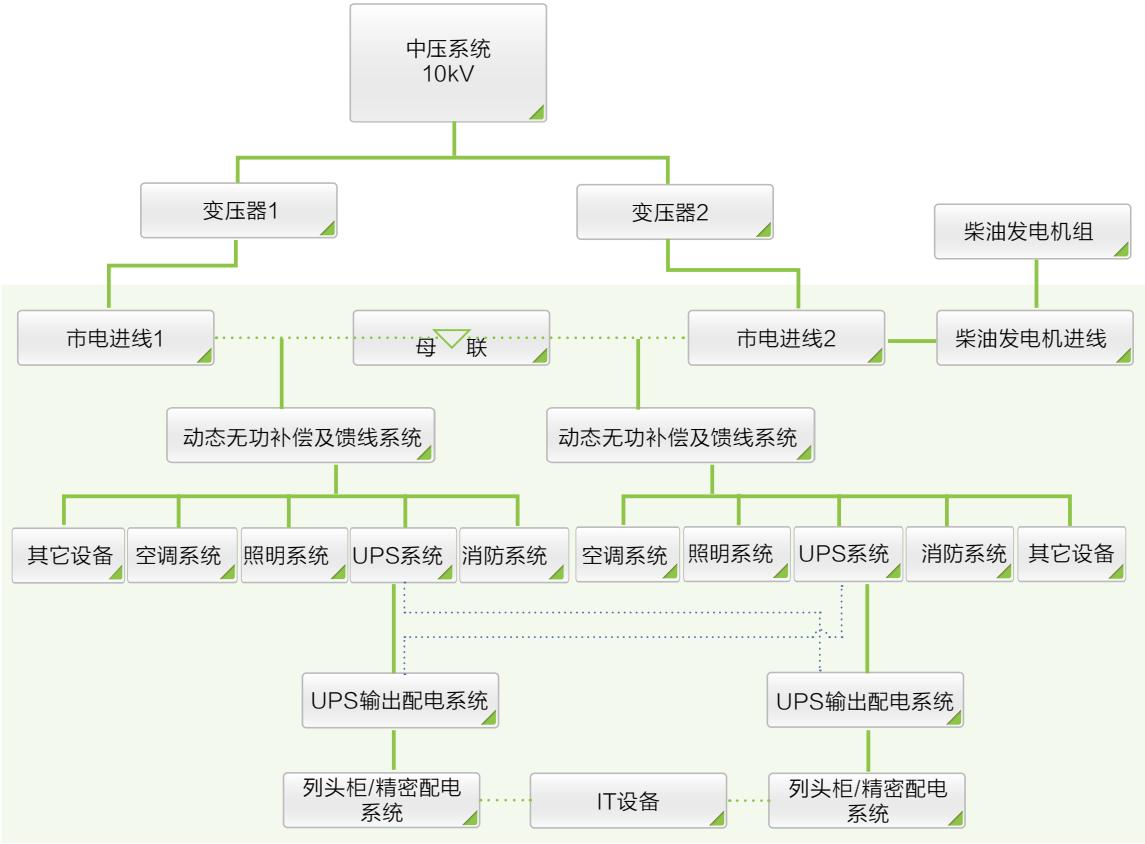 中压系统
10kV
变压器1
变压器2
柴油发电机组
市电进线1
母 联
市电进线2
柴油发电机进线
动态无功补偿及馈线系统
动态无功补偿及馈线系统
其它设备
空调系统
照明系统
UPS系统
消防系统
空调系统
照明系统
UPS系统
消防系统
其它设备
UPS输出配电系统
UPS输出配电系统
列头柜/精密配电
系统
IT设备
列头柜/精密配电
系统